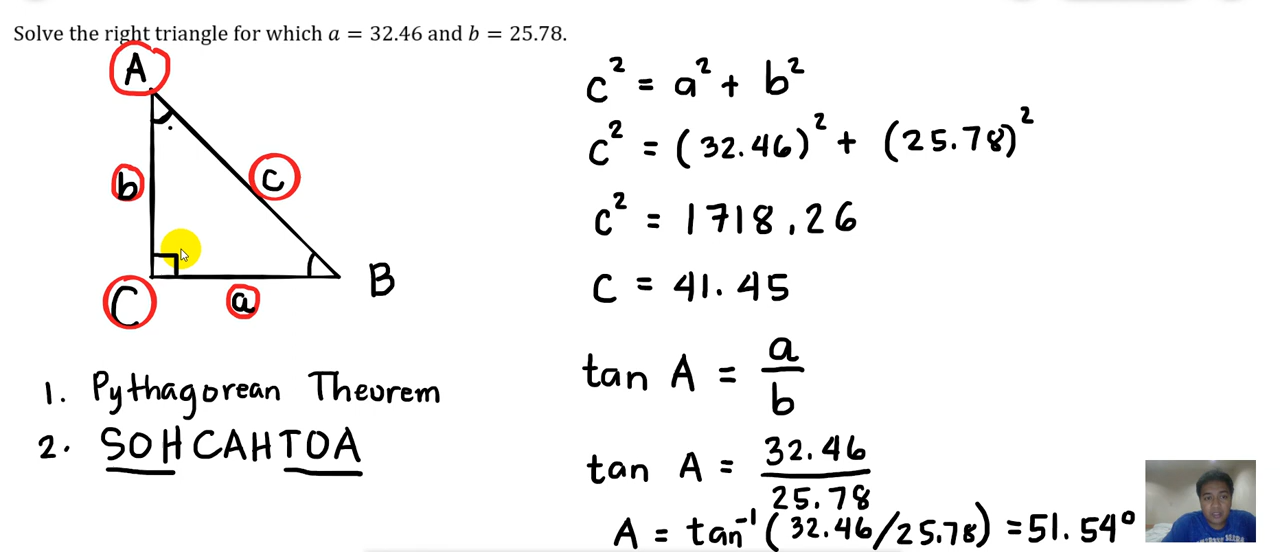 Solve the right triangle for which a = 32.46 and b = 25.78.
A
b
c
C
a
B
1. Pythagorean Theorem
2. SOHCAHTOA
c² = a² + b²
c² = (32.46)² + (25.78)²
c² = 1718.26
c = 41.45
tan A = a/b
tan A = 32.46/25.78
A = tan⁻¹(32.46/25.78) = 51.54°